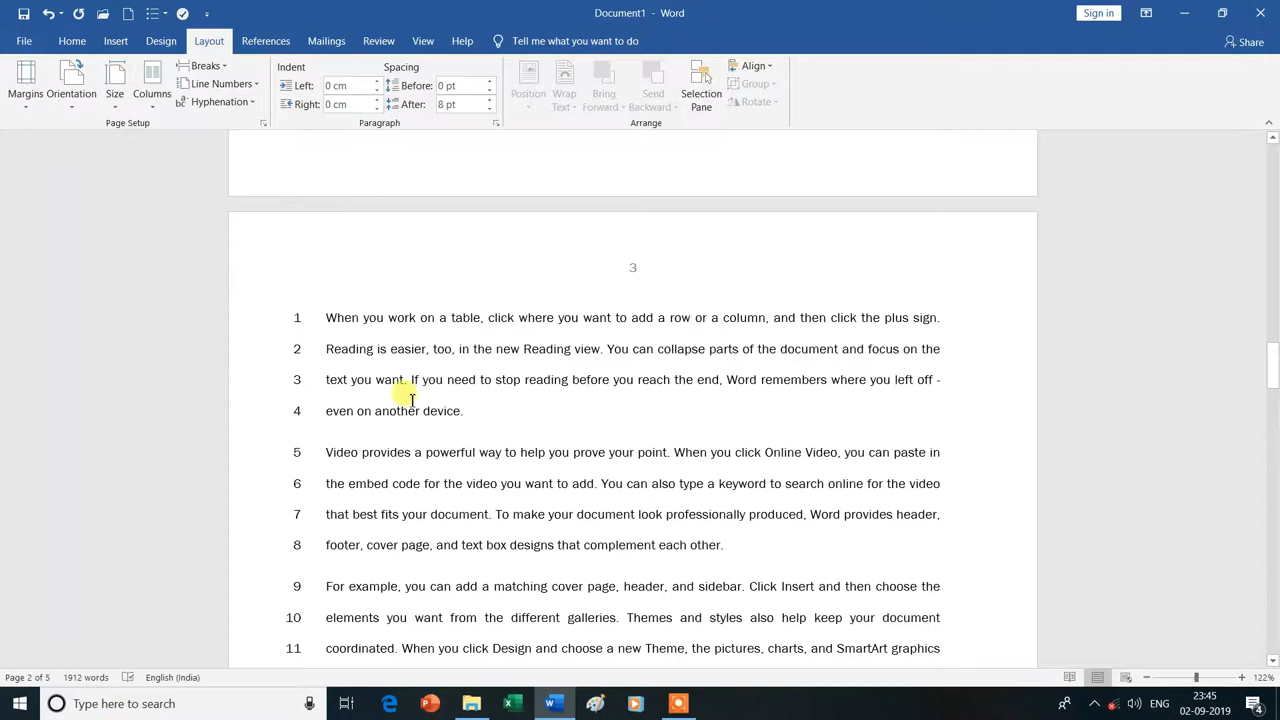 Document1 - Word
Sign in
File Home Insert Design Layout References Mailings Review View Help Tell me what you want to do Share
Margins Orientation Size Columns
Breaks
Line Numbers
Hyphenation
Page Setup
Indent Spacing
Left: 0 cm Before: 0 pt
Right: 0 cm After: 8 pt
Paragraph
Position Wrap Text Bring Forward Send Backward Selection Pane
Align
Group
Rotate
Arrange
3
1 When you work on a table, click where you want to add a row or a column, and then click the plus sign.
2 Reading is easier, too, in the new Reading view. You can collapse parts of the document and focus on the
3 text you want. If you need to stop reading before you reach the end, Word remembers where you left off -
4 even on another device.
5 Video provides a powerful way to help you prove your point. When you click Online Video, you can paste in
6 the embed code for the video you want to add. You can also type a keyword to search online for the video
7 that best fits your document. To make your document look professionally produced, Word provides header,
8 footer, cover page, and text box designs that complement each other.
9 For example, you can add a matching cover page, header, and sidebar. Click Insert and then choose the
10 elements you want from the different galleries. Themes and styles also help keep your document
11 coordinated. When you click Design and choose a new Theme, the pictures, charts, and SmartArt graphics
Page 2 of 5 1912 words English (India) 122%
Type here to search
ENG
23:45
02-09-2019
4